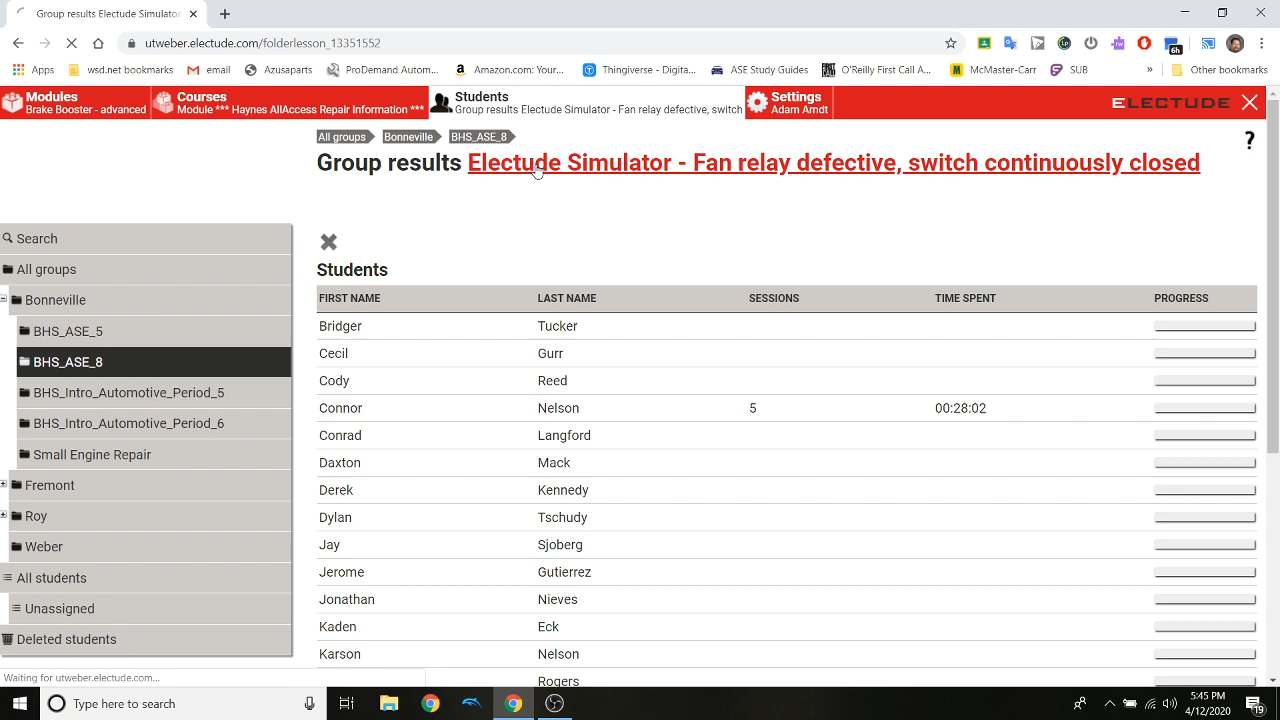 Group results Electude Simulator
utweber.electude.com/folderlesson_13351552
6h
Apps
wsd.net bookmarks
email
Azusaparts
ProDemand Autom...
Amazon.com: Your...
Thingiverse - Digita...
ASE Study Guides
O'Reilly First Call A...
McMaster-Carr
SUB
»
Other bookmarks
Modules
Brake Booster - advanced
Courses
Module *** Haynes AllAccess Repair Information ***
Students
Group results Electude Simulator - Fan relay defective, switch
Settings
Adam Arndt
ELECTUDE
All groups
Bonneville
BHS_ASE_8
?
Group results Electude Simulator - Fan relay defective, switch continuously closed
Search
All groups
Bonneville
BHS_ASE_5
BHS_ASE_8
BHS_Intro_Automotive_Period_5
BHS_Intro_Automotive_Period_6
Small Engine Repair
Fremont
Roy
Weber
All students
Unassigned
Deleted students
Students
FIRST NAME LAST NAME SESSIONS TIME SPENT PROGRESS
Bridger Tucker
Cecil Gurr
Cody Reed
Connor Nelson 5 00:28:02
Conrad Langford
Daxton Mack
Derek Kennedy
Dylan Tschudy
Jay Sjoberg
Jerome Gutierrez
Jonathan Nieves
Kaden Eck
Karson Nelson
Rogers
Waiting for utweber.electude.com...
Type here to search
5:45 PM
4/12/2020
19